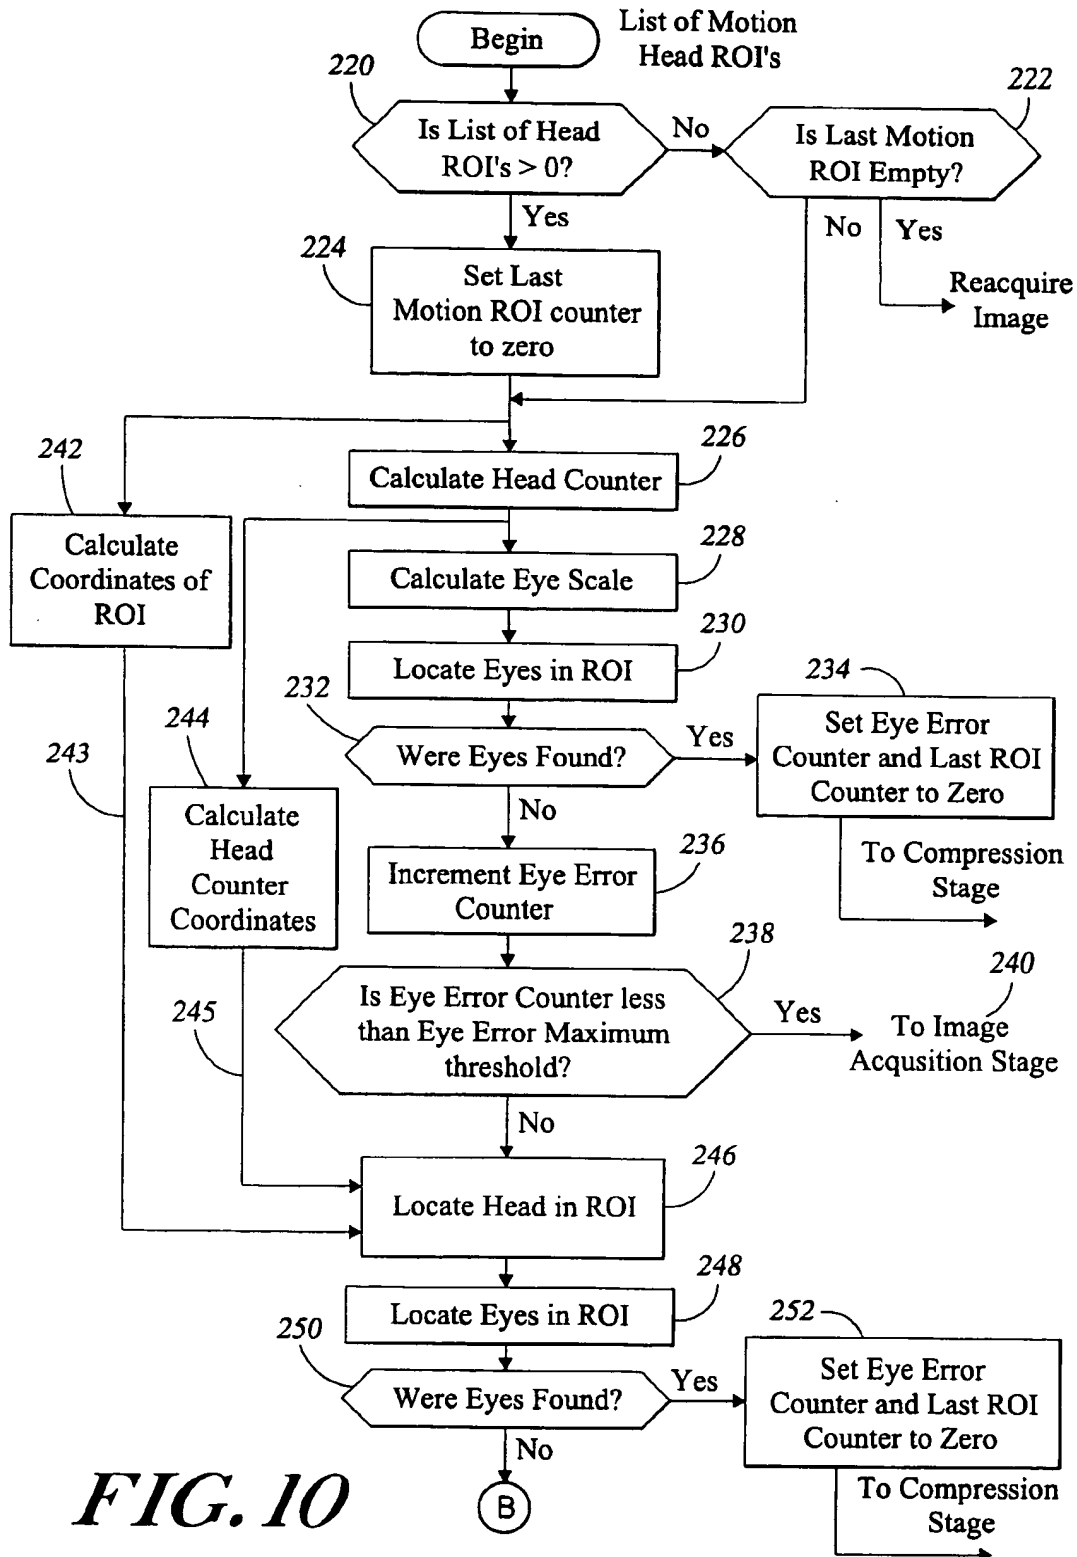 Begin
List of Motion
Head ROI's
220
222
Is List of Head
ROI's > 0?
No
Is Last Motion
ROI Empty?
Yes
No
Yes
224
Set Last
Motion ROI counter
to zero
Reacquire
Image
242
226
Calculate Head Counter
Calculate
Coordinates of
ROI
228
Calculate Eye Scale
230
Locate Eyes in ROI
232
234
Were Eyes Found?
Yes
Set Eye Error
Counter and Last ROI
Counter to Zero
243
244
Calculate
Head
Counter
Coordinates
No
To Compression
Stage
236
Increment Eye Error
Counter
238
240
245
Is Eye Error Counter less
than Eye Error Maximum
threshold?
Yes
To Image
Acqusition Stage
No
246
Locate Head in ROI
248
Locate Eyes in ROI
250
252
Were Eyes Found?
Yes
Set Eye Error
Counter and Last ROI
Counter to Zero
No
B
To Compression
Stage
FIG. 10